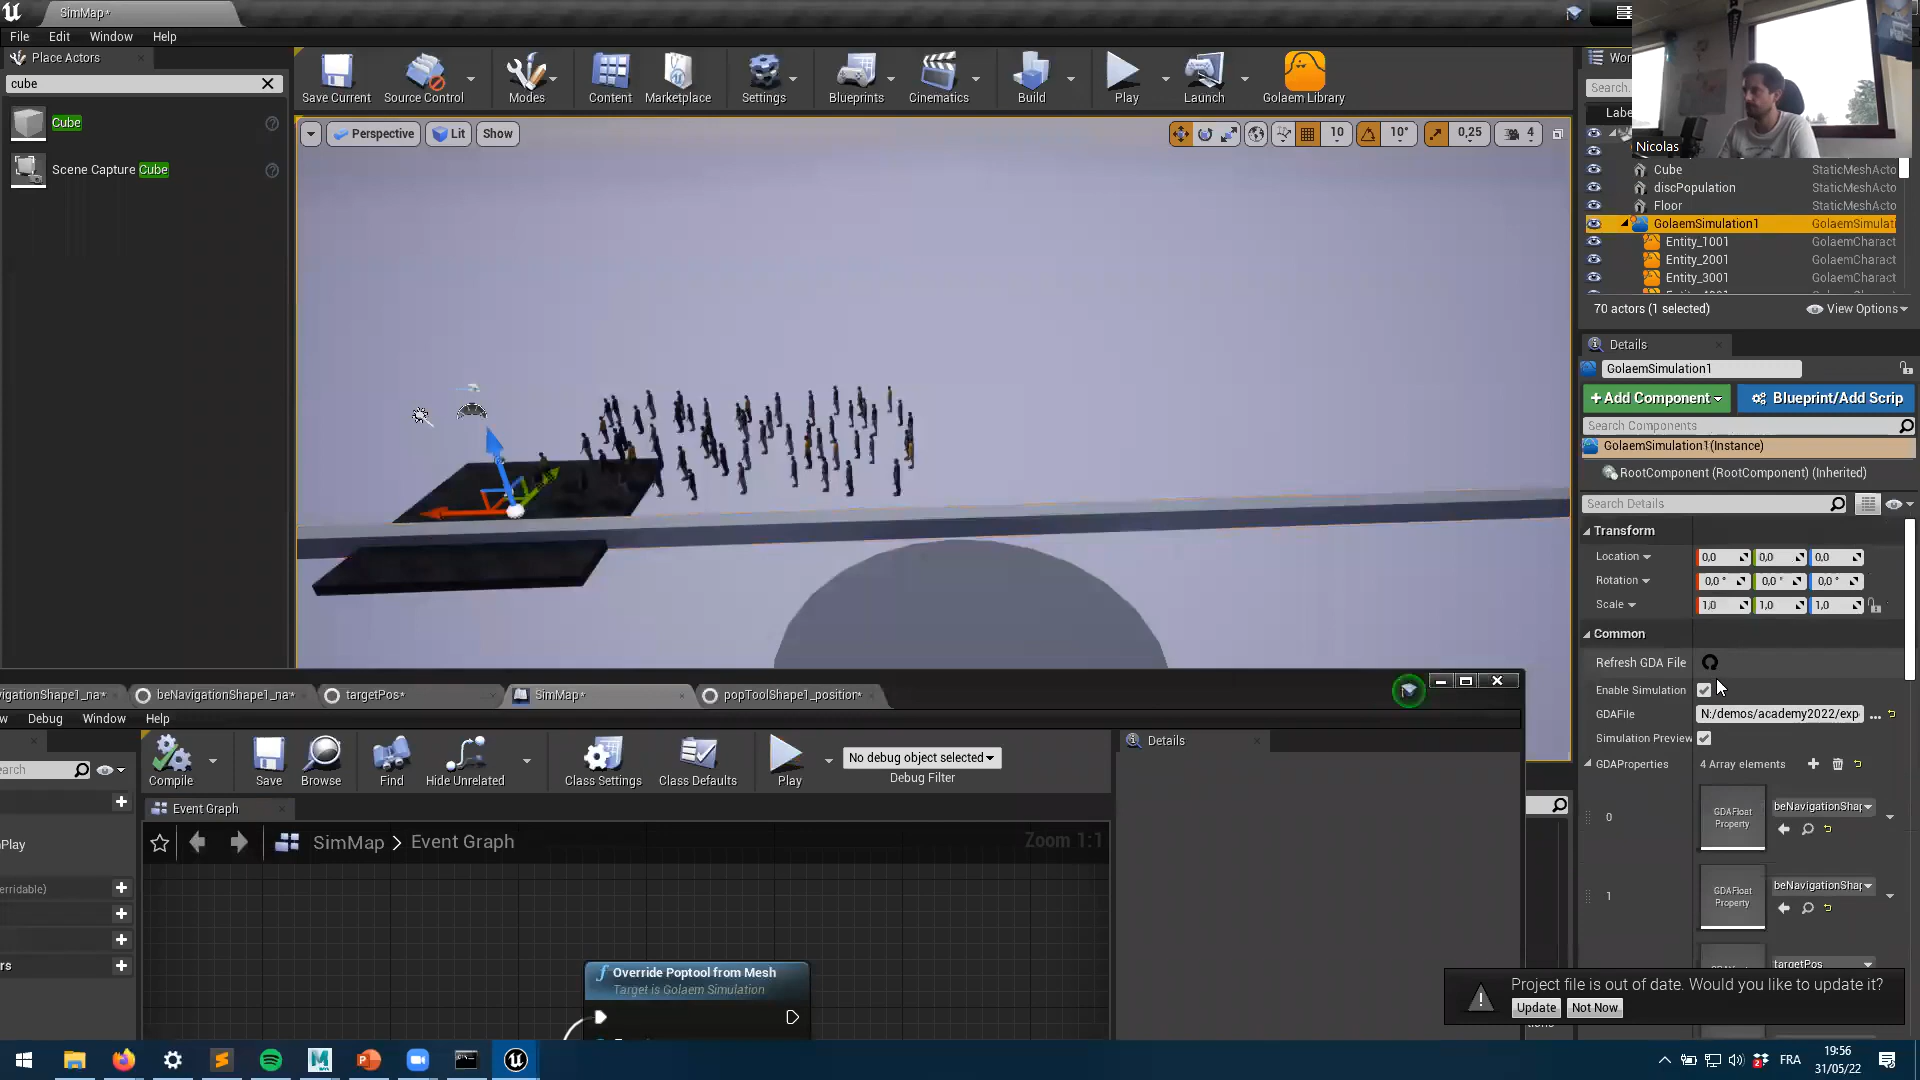 SimMap*
File Edit Window Help
Place Actors
cube
Cube
Scene Capture Cube
Save Current
Source Control
Modes
Content
Marketplace
Settings
Blueprints
Cinematics
Build
Play
Launch
Golaem Library
Perspective
Lit
Show
10
10°
0,25
4
Search.
Nicolas
Cube StaticMeshActo
discPopulation StaticMeshActo
Floor StaticMeshActo
GolaemSimulation1 GolaemSimulati
Entity_1001 GolaemCharact
Entity_2001 GolaemCharact
Entity_3001 GolaemCharact
70 actors (1 selected)
View Options
Details
GolaemSimulation1
+Add Component
Blueprint/Add Scrip
Search Components
GolaemSimulation1(Instance)
RootComponent (RootComponent) (Inherited)
Search Details
Transform
Location 0,0 0,0 0,0
Rotation 0,0 ° 0,0 ° 0,0 °
Scale 1,0 1,0 1,0
Common
Refresh GDA File
Enable Simulation
GDAFile N:/demos/academy2022/exp
Simulation Preview
GDAProperties 4 Array elements
0
GDAFloat
Property
beNavigationShap
1
GDAFloat
Property
beNavigationShap
targetPos
vigationShape1_na*
beNavigationShape1_na*
targetPos*
SimMap*
popToolShape1_position*
w Debug Window Help
earch
Compile
Save
Browse
Find
Hide Unrelated
Class Settings
Class Defaults
Play
No debug object selected
Debug Filter
Details
Event Graph
SimMap > Event Graph
Zoom 1:1
nPlay
erridable)
rs
Override Poptool from Mesh
Target is Golaem Simulation
Project file is out of date. Would you like to update it?
Update
Not Now
FRA
19:56
31/05/22